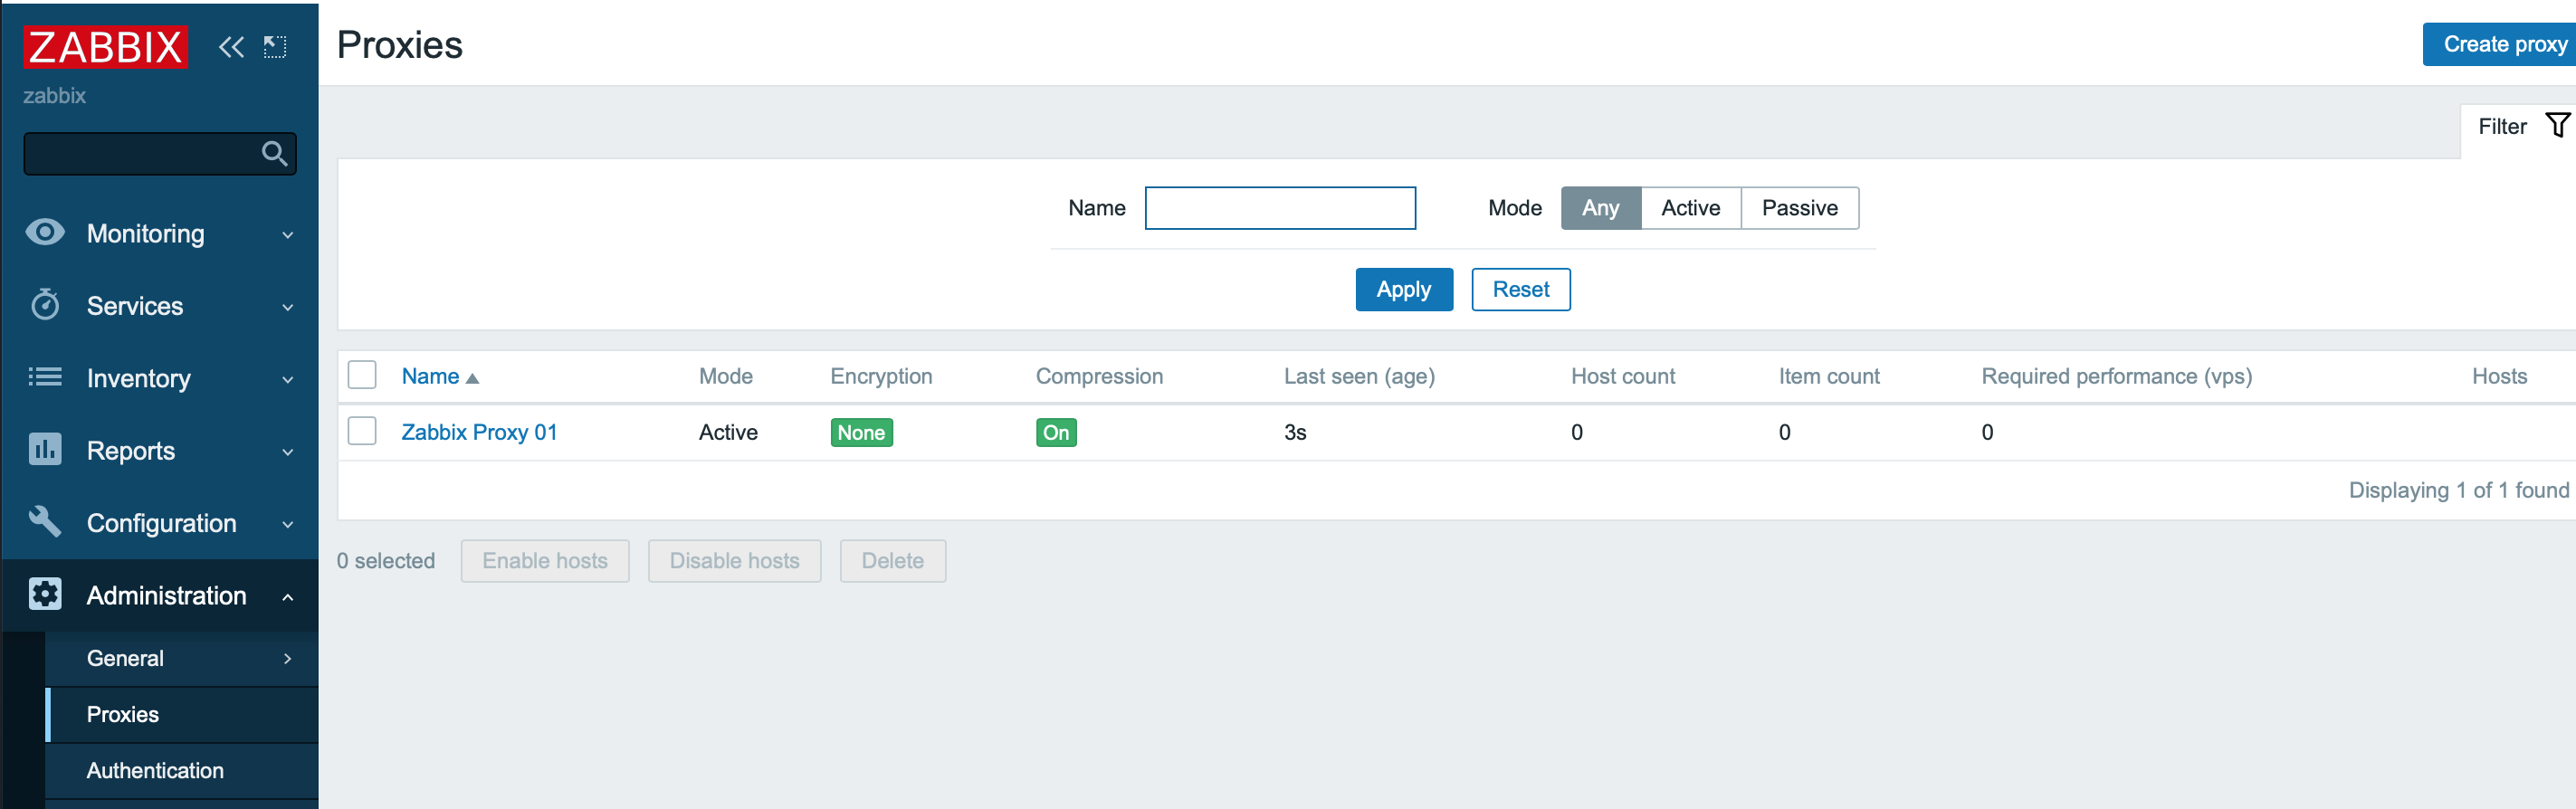 ZABBIX
zabbix
Monitoring
Services
Inventory
Reports
Configuration
Administration
General
Proxies
Authentication
Proxies
Create proxy
Filter
Name
Mode Any Active Passive
Apply Reset
Name Mode Encryption Compression Last seen (age) Host count Item count Required performance (vps) Hosts
Zabbix Proxy 01 Active None On 3s 0 0 0
Displaying 1 of 1 found
0 selected Enable hosts Disable hosts Delete